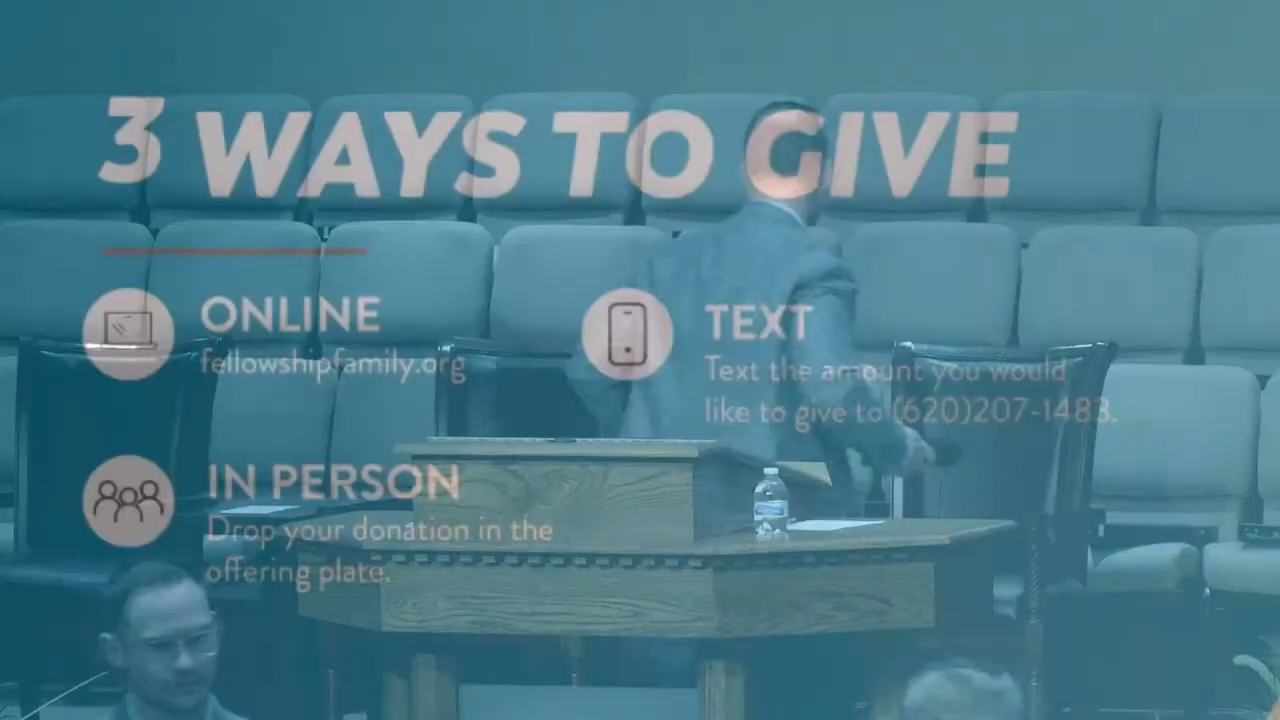 3 WAYS TO GIVE
ONLINE
fellowshipfamily.org
TEXT
Text the amount you would
like to give to (620)207-1483.
IN PERSON
Drop your donation in the
offering plate.